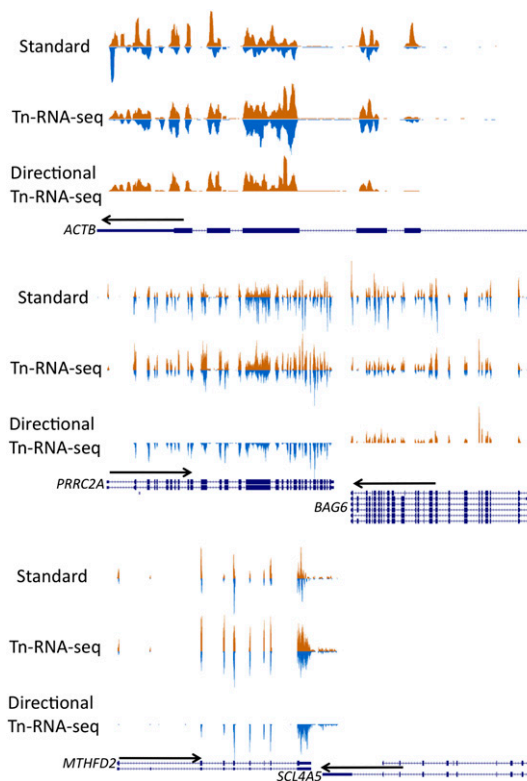 Standard
Tn-RNA-seq
Directional
Tn-RNA-seq
ACTB
Standard
Tn-RNA-seq
Directional
Tn-RNA-seq
PRRC2A
BAG6
Standard
Tn-RNA-seq
Directional
Tn-RNA-seq
MTHFD2
SCL4A5